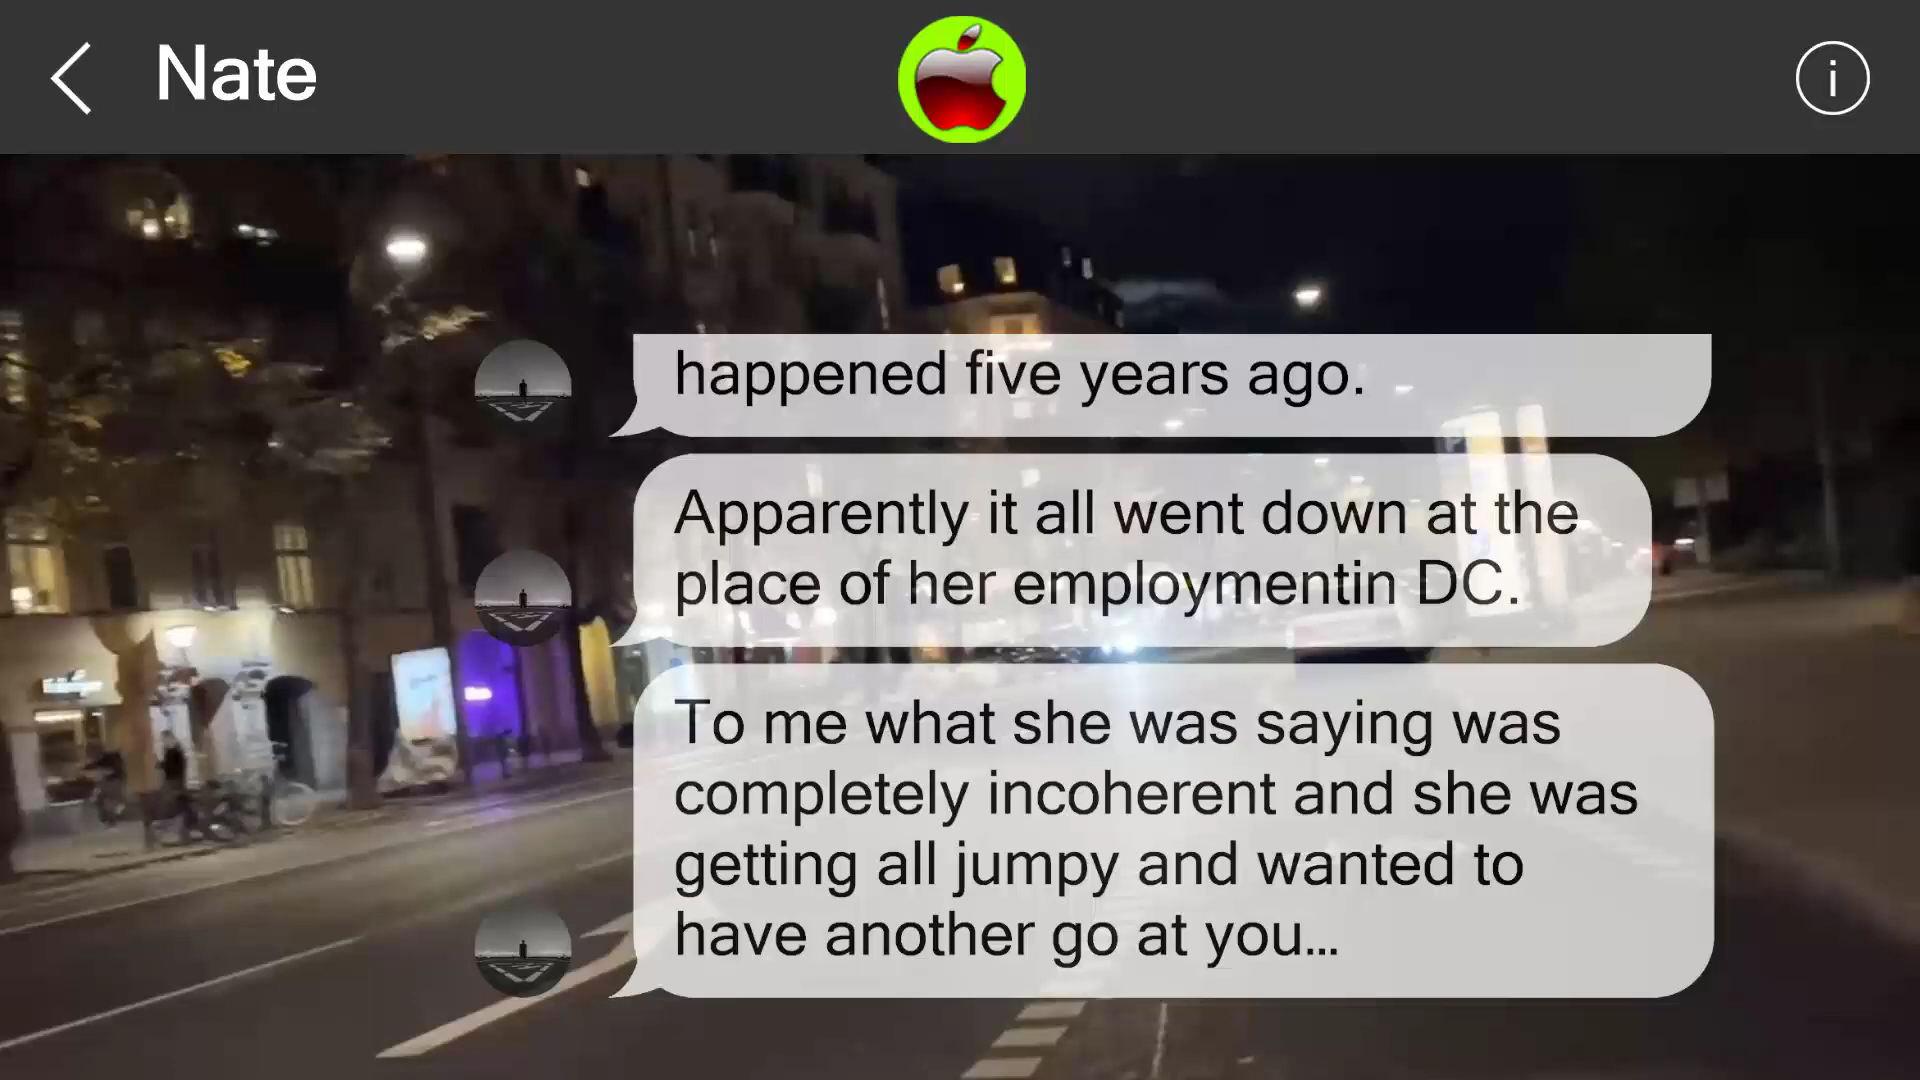 Nate
i
happened five years ago.
Apparently it all went down at the
place of her employmentin DC.
To me what she was saying was
completely incoherent and she was
getting all jumpy and wanted to
have another go at you...